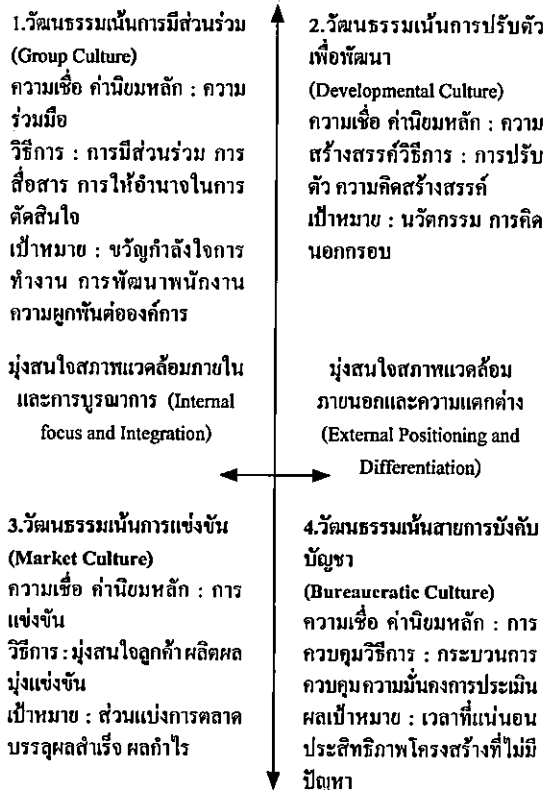 1.วัฒนธรรมเน้นการมีส่วนร่วม
(Group Culture)
ความเชื่อ ค่านิยมหลัก : ความ
ร่วมมือ
วิธีการ : การมีส่วนร่วม การ
สื่อสาร การให้อำนาจในการ
ตัดสินใจ
เป้าหมาย : ขวัญกำลังใจการ
ทำงาน การพัฒนาพนักงาน
ความผูกพันต่อองค์การ
มุ่งสนใจสภาพแวดล้อมภายใน
และการบูรณาการ (Internal
focus and Integration)
2.วัฒนธรรมเน้นการปรับตัว
เพื่อพัฒนา
(Developmental Culture)
ความเชื่อ ค่านิยมหลัก : ความ
สร้างสรรค์วิธีการ : การปรับ
ตัว ความคิดสร้างสรรค์
เป้าหมาย : นวัตกรรม การคิด
นอกกรอบ
มุ่งสนใจสภาพแวดล้อม
ภายนอกและความแตกต่าง
(External Positioning and
Differentiation)
3.วัฒนธรรมเน้นการแข่งขัน
(Market Culture)
ความเชื่อ ค่านิยมหลัก : การ
แข่งขัน
วิธีการ : มุ่งสนใจลูกค้า ผลิตผล
มุ่งแข่งขัน
เป้าหมาย : ส่วนแบ่งการตลาด
บรรลุผลสำเร็จ ผลกำไร
4.วัฒนธรรมเน้นสายการบังคับ
บัญชา
(Bureaucratic Culture)
ความเชื่อ ค่านิยมหลัก : การ
ควบคุมวิธีการ : กระบวนการ
ควบคุม ความมั่นคงการประเมิน
ผลเป้าหมาย : เวลาที่แน่นอน
ประสิทธิภาพโครงสร้างที่ไม่มี
ปัญหา